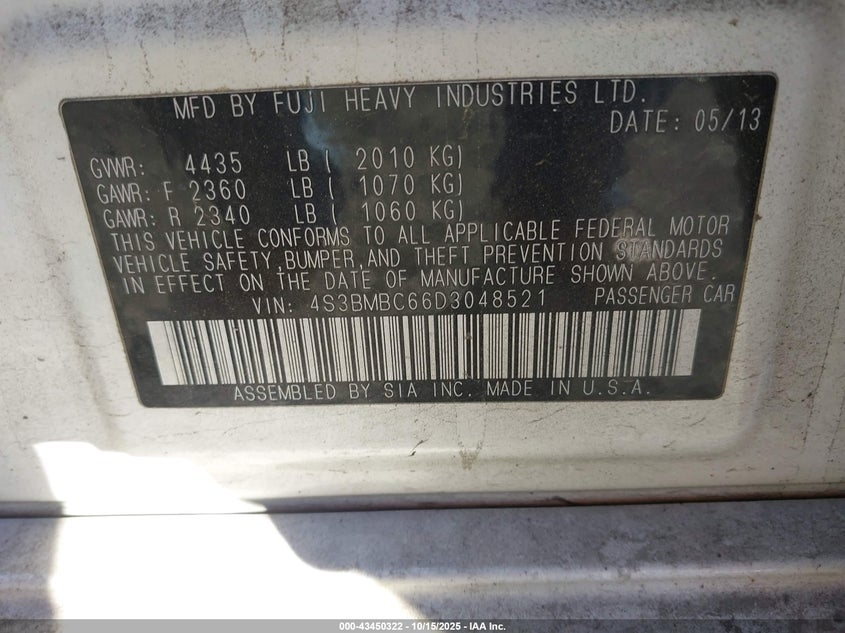 MFD BY FUJI HEAVY INDUSTRIES LTD.
DATE: 05/13
GVWR: 4435 LB ( 2010 KG)
GAWR: F 2360 LB ( 1070 KG)
GAWR: R 2340 LB ( 1060 KG)
THIS VEHICLE CONFORMS TO ALL APPLICABLE FEDERAL MOTOR
VEHICLE SAFETY, BUMPER, AND THEFT PREVENTION STANDARDS
IN EFFECT ON THE DATE OF MANUFACTURE SHOWN ABOVE.
VIN: 4S3BMBC66D3048521 PASSENGER CAR
ASSEMBLED BY SIA INC. MADE IN U.S.A.
000-43450322 - 10/15/2025 - IAA Inc.